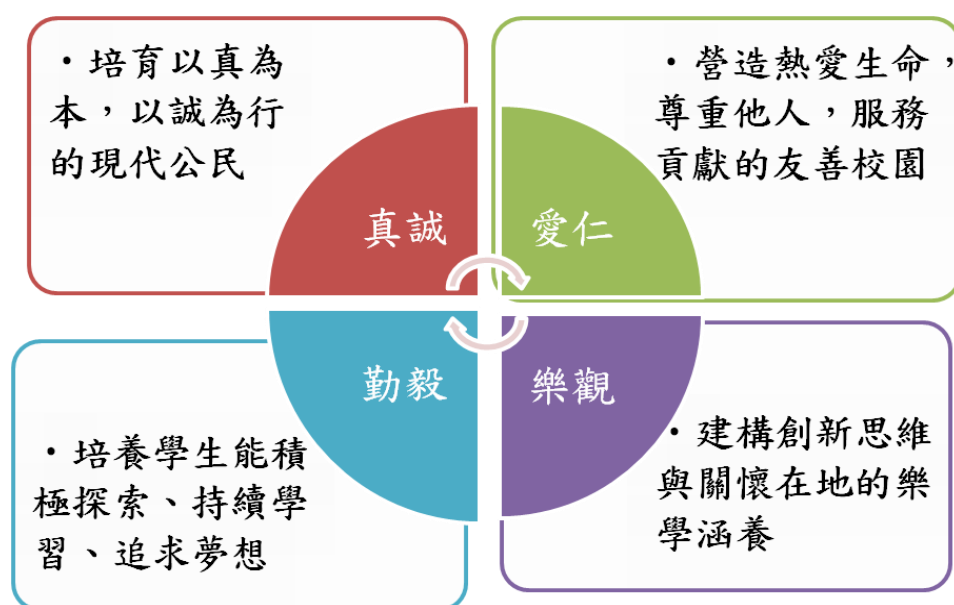 ・培育以真為
本，以誠為行
的現代公民
真誠
・營造熱愛生命，
尊重他人，服務
貢獻的友善校園
愛仁
勤毅
・培養學生能積
極探索、持續學
習、追求夢想
樂觀
・建構創新思維
與關懷在地的樂
學涵養